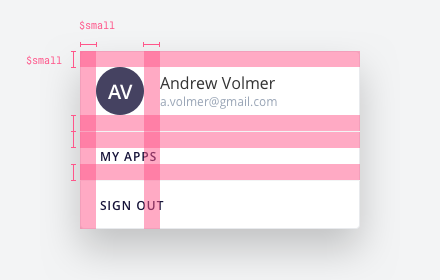 $small
$small
AV
Andrew Volmer
a.volmer@gmail.com
MY APPS
SIGN OUT